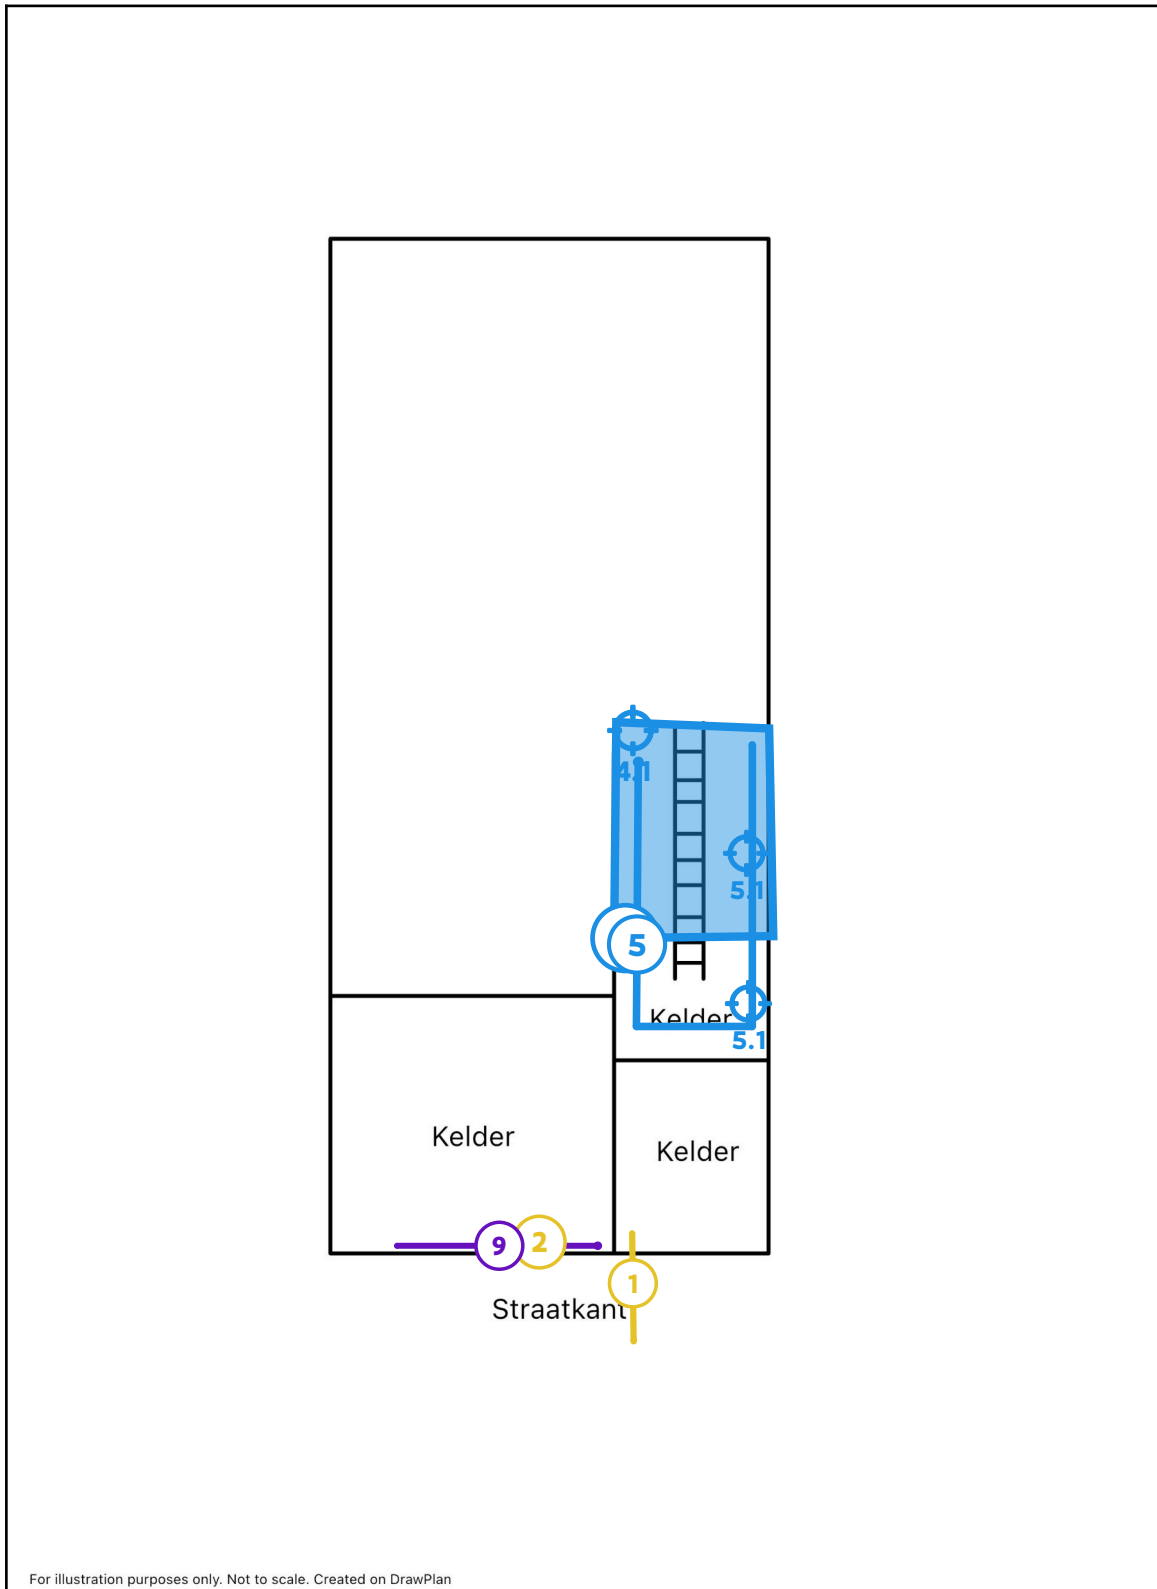 4.1
5.1
5
Kelder
5.1
Kelder
Kelder
9
2
1
Straatkant
For illustration purposes only. Not to scale. Created on DrawPlan